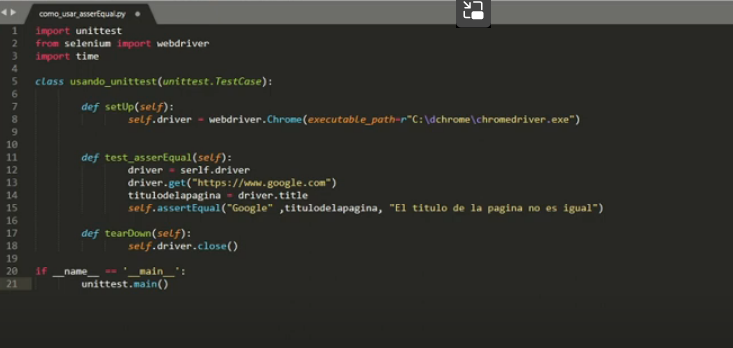 como_usar_asserEqual.py
1 import unittest
2 from selenium import webdriver
3 import time
4
5 class usando_unittest(unittest.TestCase):
6
7 def setUp(self):
8 self.driver = webdriver.Chrome(executable_path=r"C:\dchrome\chromedriver.exe")
9
10
11 def test_asserEqual(self):
12 driver = serlf.driver
13 driver.get("https://www.google.com")
14 titulodelapagina = driver.title
15 self.assertEqual("Google" ,titulodelapagina, "El titulo de la pagina no es igual")
16
17 def tearDown(self):
18 self.driver.close()
19
20 if __name__ == '__main__':
21 unittest.main()